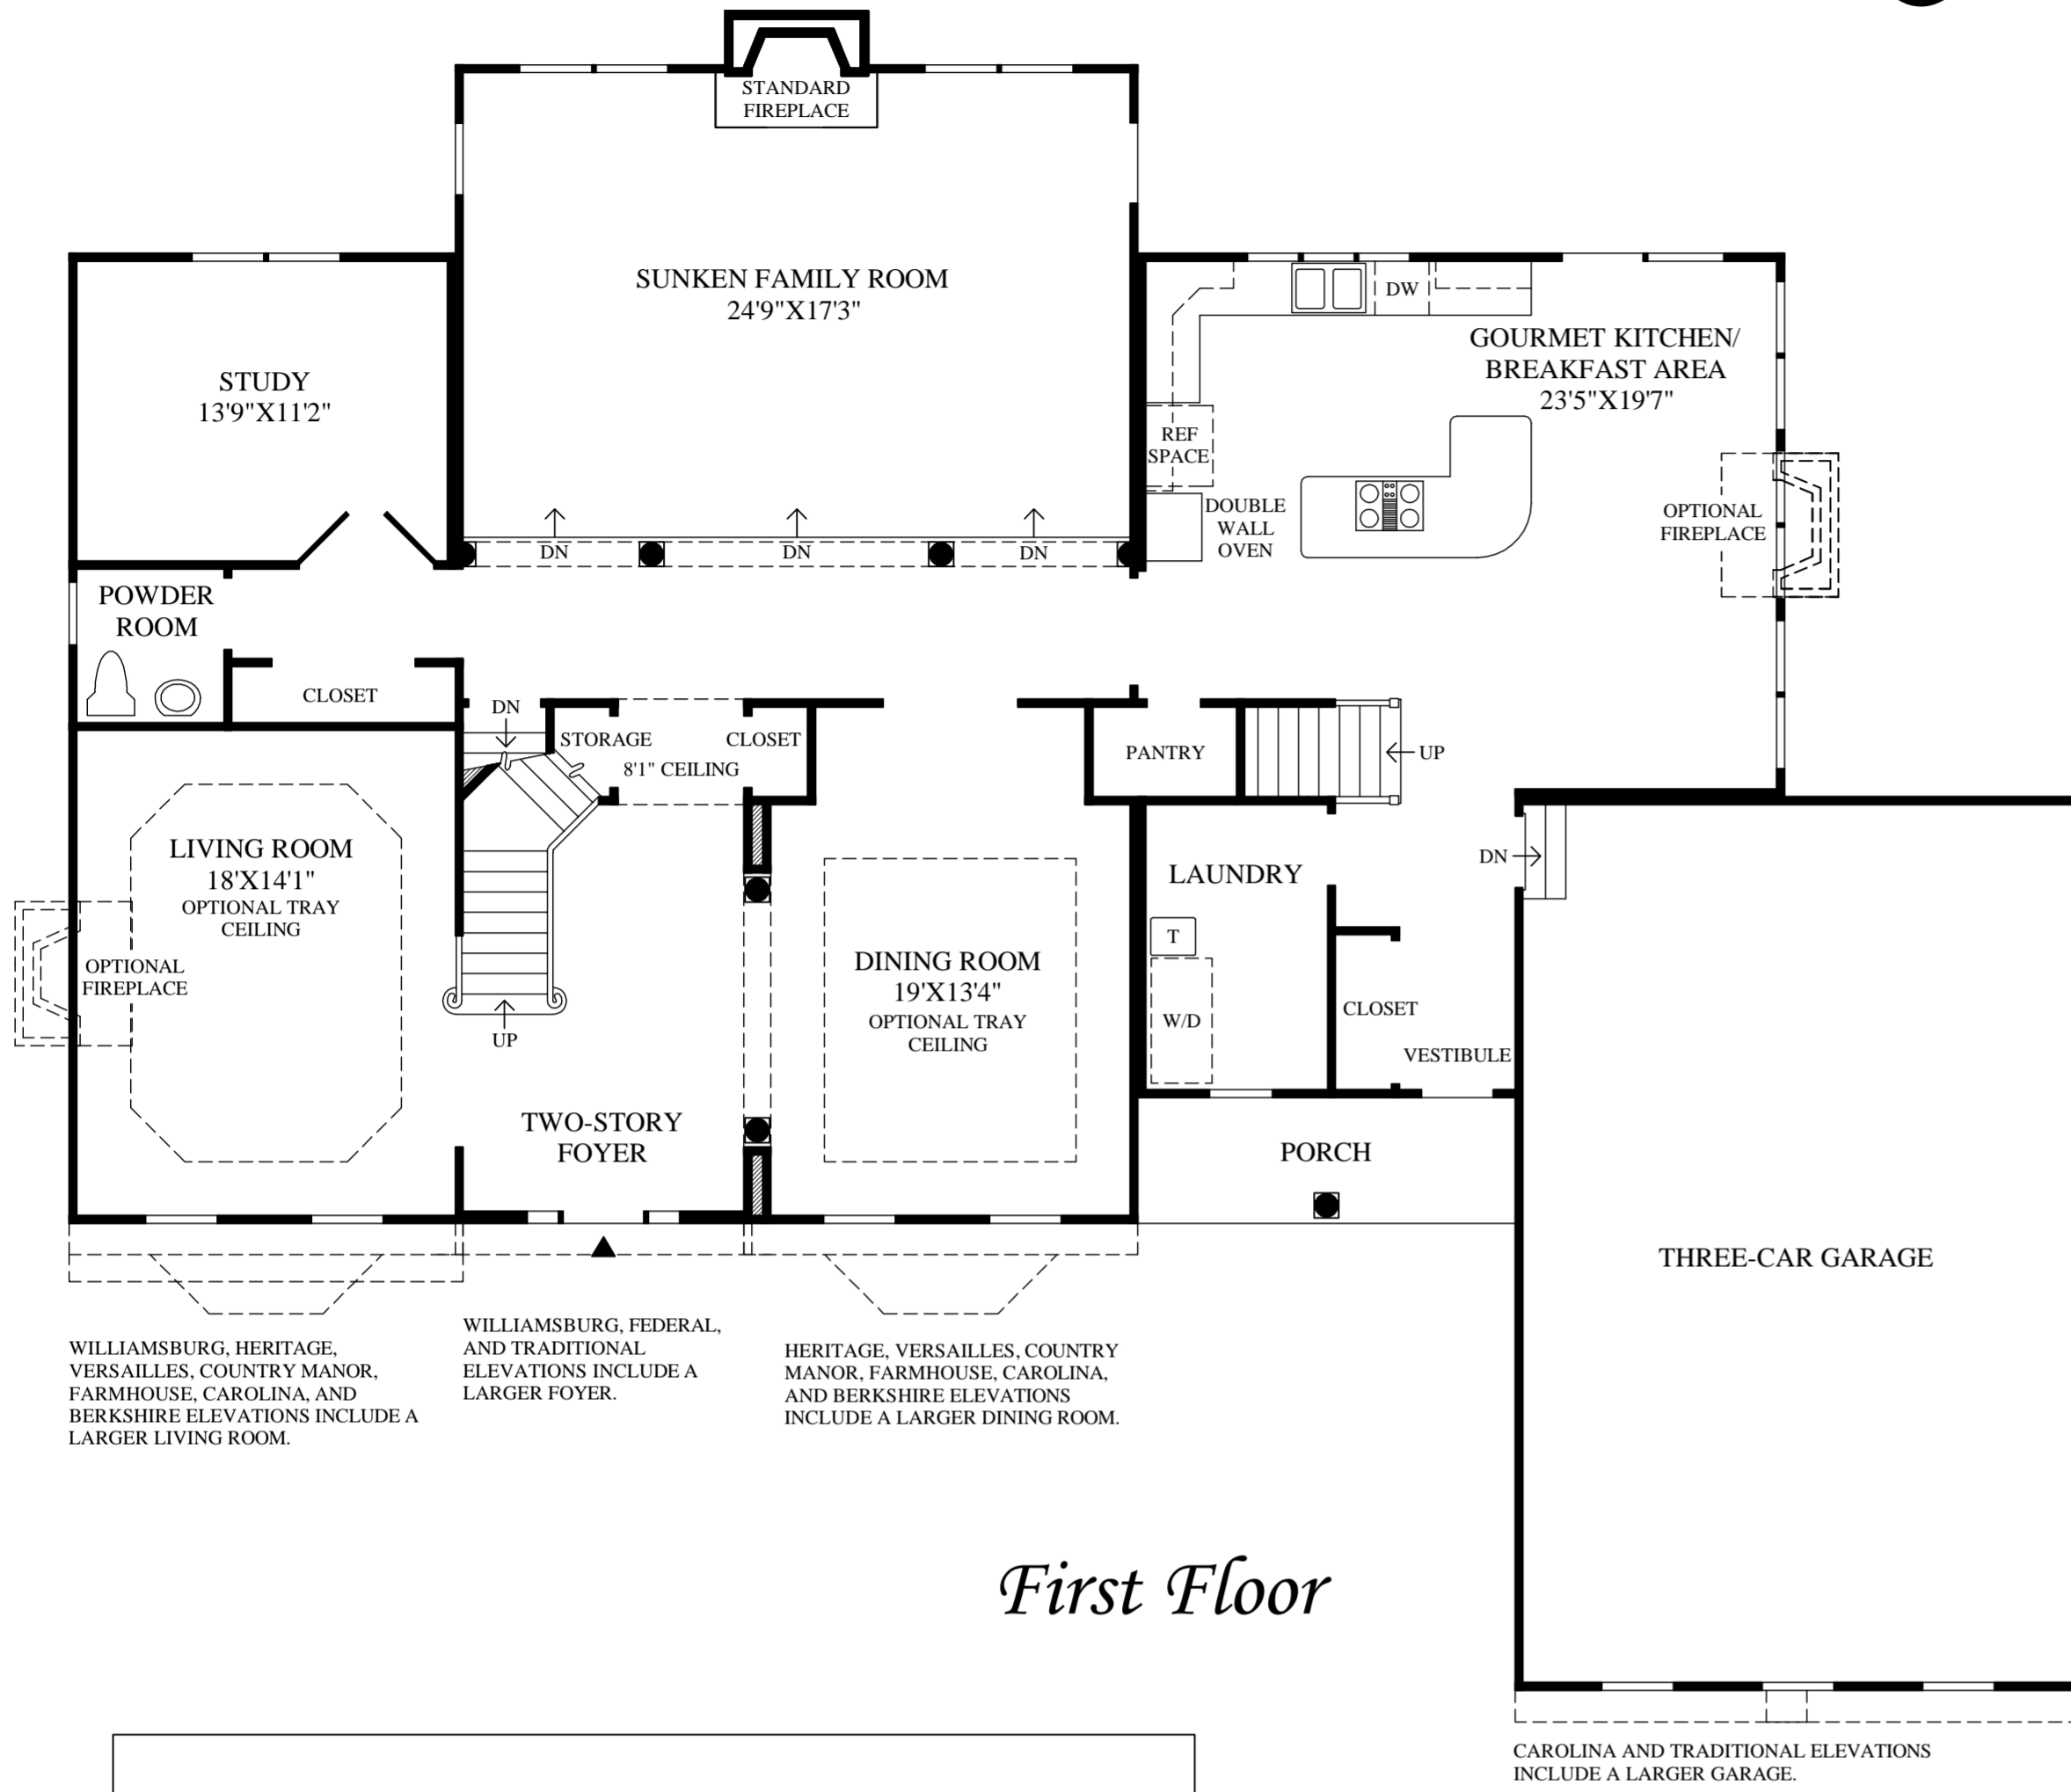 STANDARD
FIREPLACE
SUNKEN FAMILY ROOM
24'9"X17'3"
DW
GOURMET KITCHEN/
BREAKFAST AREA
23'5"X19'7"
STUDY
13'9"X11'2"
REF
SPACE
DOUBLE
WALL
OVEN
OPTIONAL
FIREPLACE
DN
DN
DN
POWDER
ROOM
CLOSET
DN
STORAGE
CLOSET
8'1" CEILING
PANTRY
UP
LIVING ROOM
18'X14'1"
OPTIONAL TRAY
CEILING
OPTIONAL
FIREPLACE
UP
LAUNDRY
DN
T
W/D
DINING ROOM
19'X13'4"
OPTIONAL TRAY
CEILING
CLOSET
VESTIBULE
TWO-STORY
FOYER
PORCH
THREE-CAR GARAGE
WILLIAMSBURG, HERITAGE,
VERSAILLES, COUNTRY MANOR,
FARMHOUSE, CAROLINA, AND
BERKSHIRE ELEVATIONS INCLUDE A
LARGER LIVING ROOM.
WILLIAMSBURG, FEDERAL,
AND TRADITIONAL
ELEVATIONS INCLUDE A
LARGER FOYER.
HERITAGE, VERSAILLES, COUNTRY
MANOR, FARMHOUSE, CAROLINA,
AND BERKSHIRE ELEVATIONS
INCLUDE A LARGER DINING ROOM.
First Floor
CAROLINA AND TRADITIONAL ELEVATIONS
INCLUDE A LARGER GARAGE.